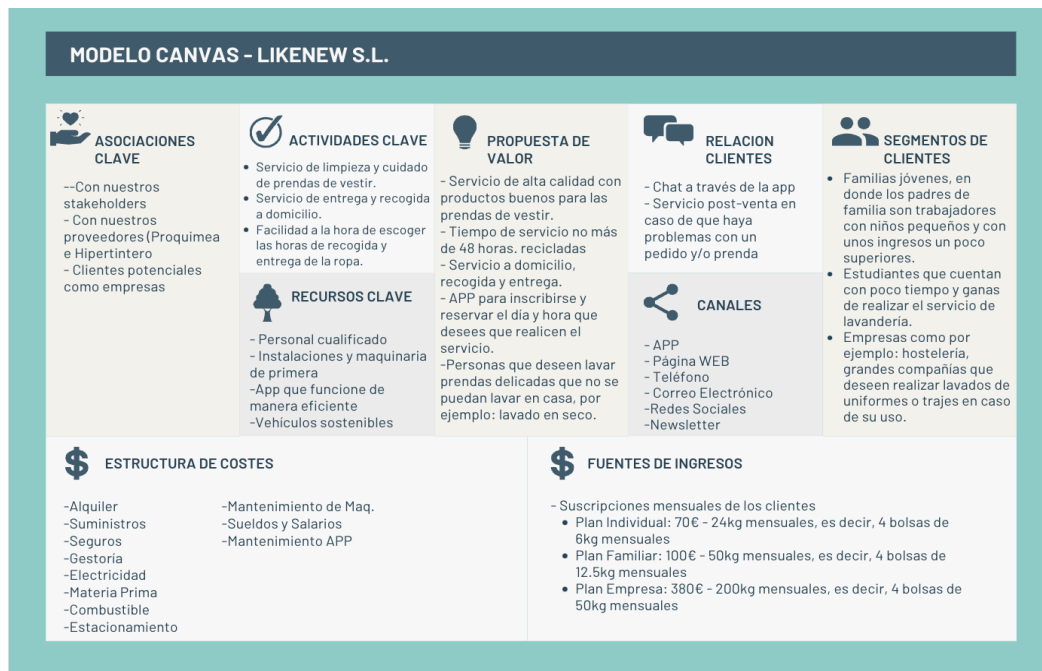 MODELO CANVAS - LIKENEW S.L.
ASOCIACIONES
CLAVE
--Con nuestros
stakeholders
- Con nuestros
proveedores (Proquimea
e Hipertintero
- Clientes potenciales
como empresas
ACTIVIDADES CLAVE
Servicio de limpieza y cuidado
de prendas de vestir.
Servicio de entrega y recogida
a domicilio.
Facilidad a la hora de escoger
las horas de recogida y
entrega de la ropa.
RECURSOS CLAVE
- Personal cualificado
- Instalaciones y maquinaria
de primera
-App que funcione de
manera eficiente
-Vehículos sostenibles
PROPUESTA DE
VALOR
- Servicio de alta calidad con
productos buenos para las
prendas de vestir.
- Tiempo de servicio no más
de 48 horas. recicladas
- Servicio a domicilio,
recogida y entrega.
- APP para inscribirse y
reservar el día y hora que
desees que realicen el
servicio.
-Personas que deseen lavar
prendas delicadas que no se
puedan lavar en casa, por
ejemplo: lavado en seco.
RELACION
CLIENTES
- Chat a través de la app
- Servicio post-venta en
caso de que haya
problemas con un
pedido y/o prenda
CANALES
- APP
- Página WEB
- Teléfono
- Correo Electrónico
-Redes Sociales
-Newsletter
SEGMENTOS DE
CLIENTES
Familias jóvenes, en
donde los padres de
familia son trabajadores
con niños pequeños y con
unos ingresos un poco
superiores.
Estudiantes que cuentan
con poco tiempo y ganas
de realizar el servicio de
lavandería.
Empresas como por
ejemplo: hostelería,
grandes compañías que
deseen realizar lavados de
uniformes o trajes en caso
de su uso.
ESTRUCTURA DE COSTES
-Alquiler
-Suministros
-Seguros
-Gestoría
-Electricidad
-Materia Prima
-Combustible
-Estacionamiento
-Mantenimiento de Maq.
-Sueldos y Salarios
-Mantenimiento APP
FUENTES DE INGRESOS
- Suscripciones mensuales de los clientes
Plan Individual: 70€ - 24kg mensuales, es decir, 4 bolsas de
6kg mensuales
Plan Familiar: 100€ - 50kg mensuales, es decir, 4 bolsas de
12.5kg mensuales
Plan Empresa: 380€ - 200kg mensuales, es decir, 4 bolsas de
50kg mensuales